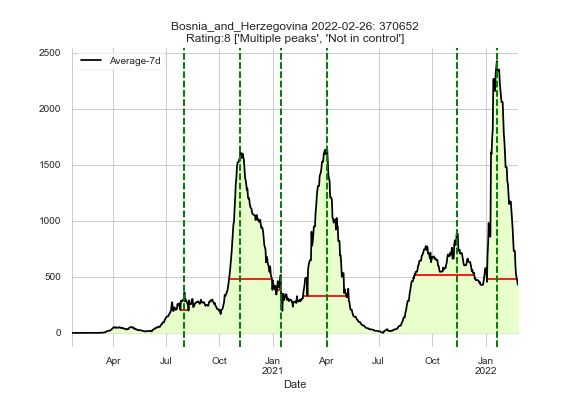 Bosnia_and_Herzegovina 2022-02-26: 370652
Rating:8 ['Multiple peaks', 'Not in control']
Average-7d
2500
2000
1500
1000
500
0
Apr Jul Oct Jan Apr Jul Oct Jan
2021 2022
Date